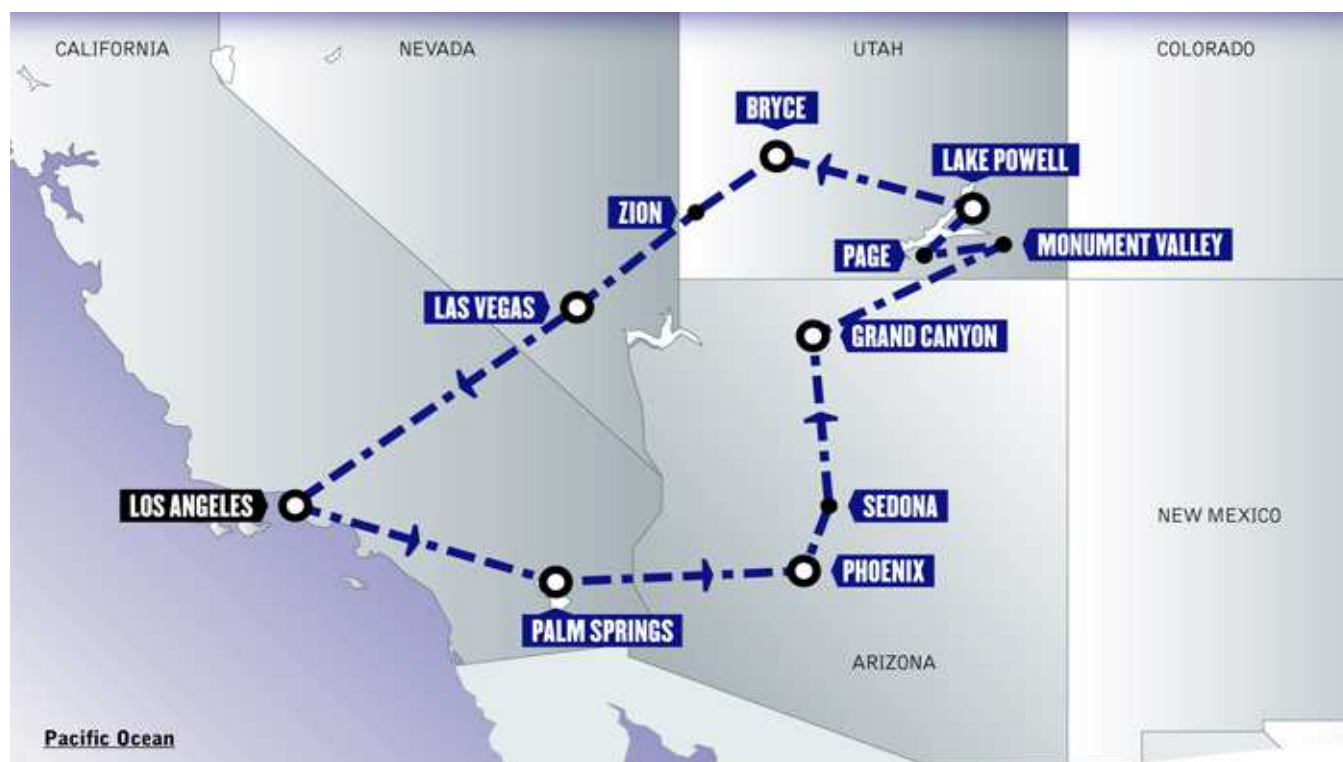 CALIFORNIA
NEVADA
UTAH
COLORADO
BRYCE
LAKE POWELL
ZION
PAGE
MONUMENT VALLEY
LAS VEGAS
GRAND CANYON
LOS ANGELES
SEDONA
NEW MEXICO
PHOENIX
PALM SPRINGS
ARIZONA
Pacific Ocean